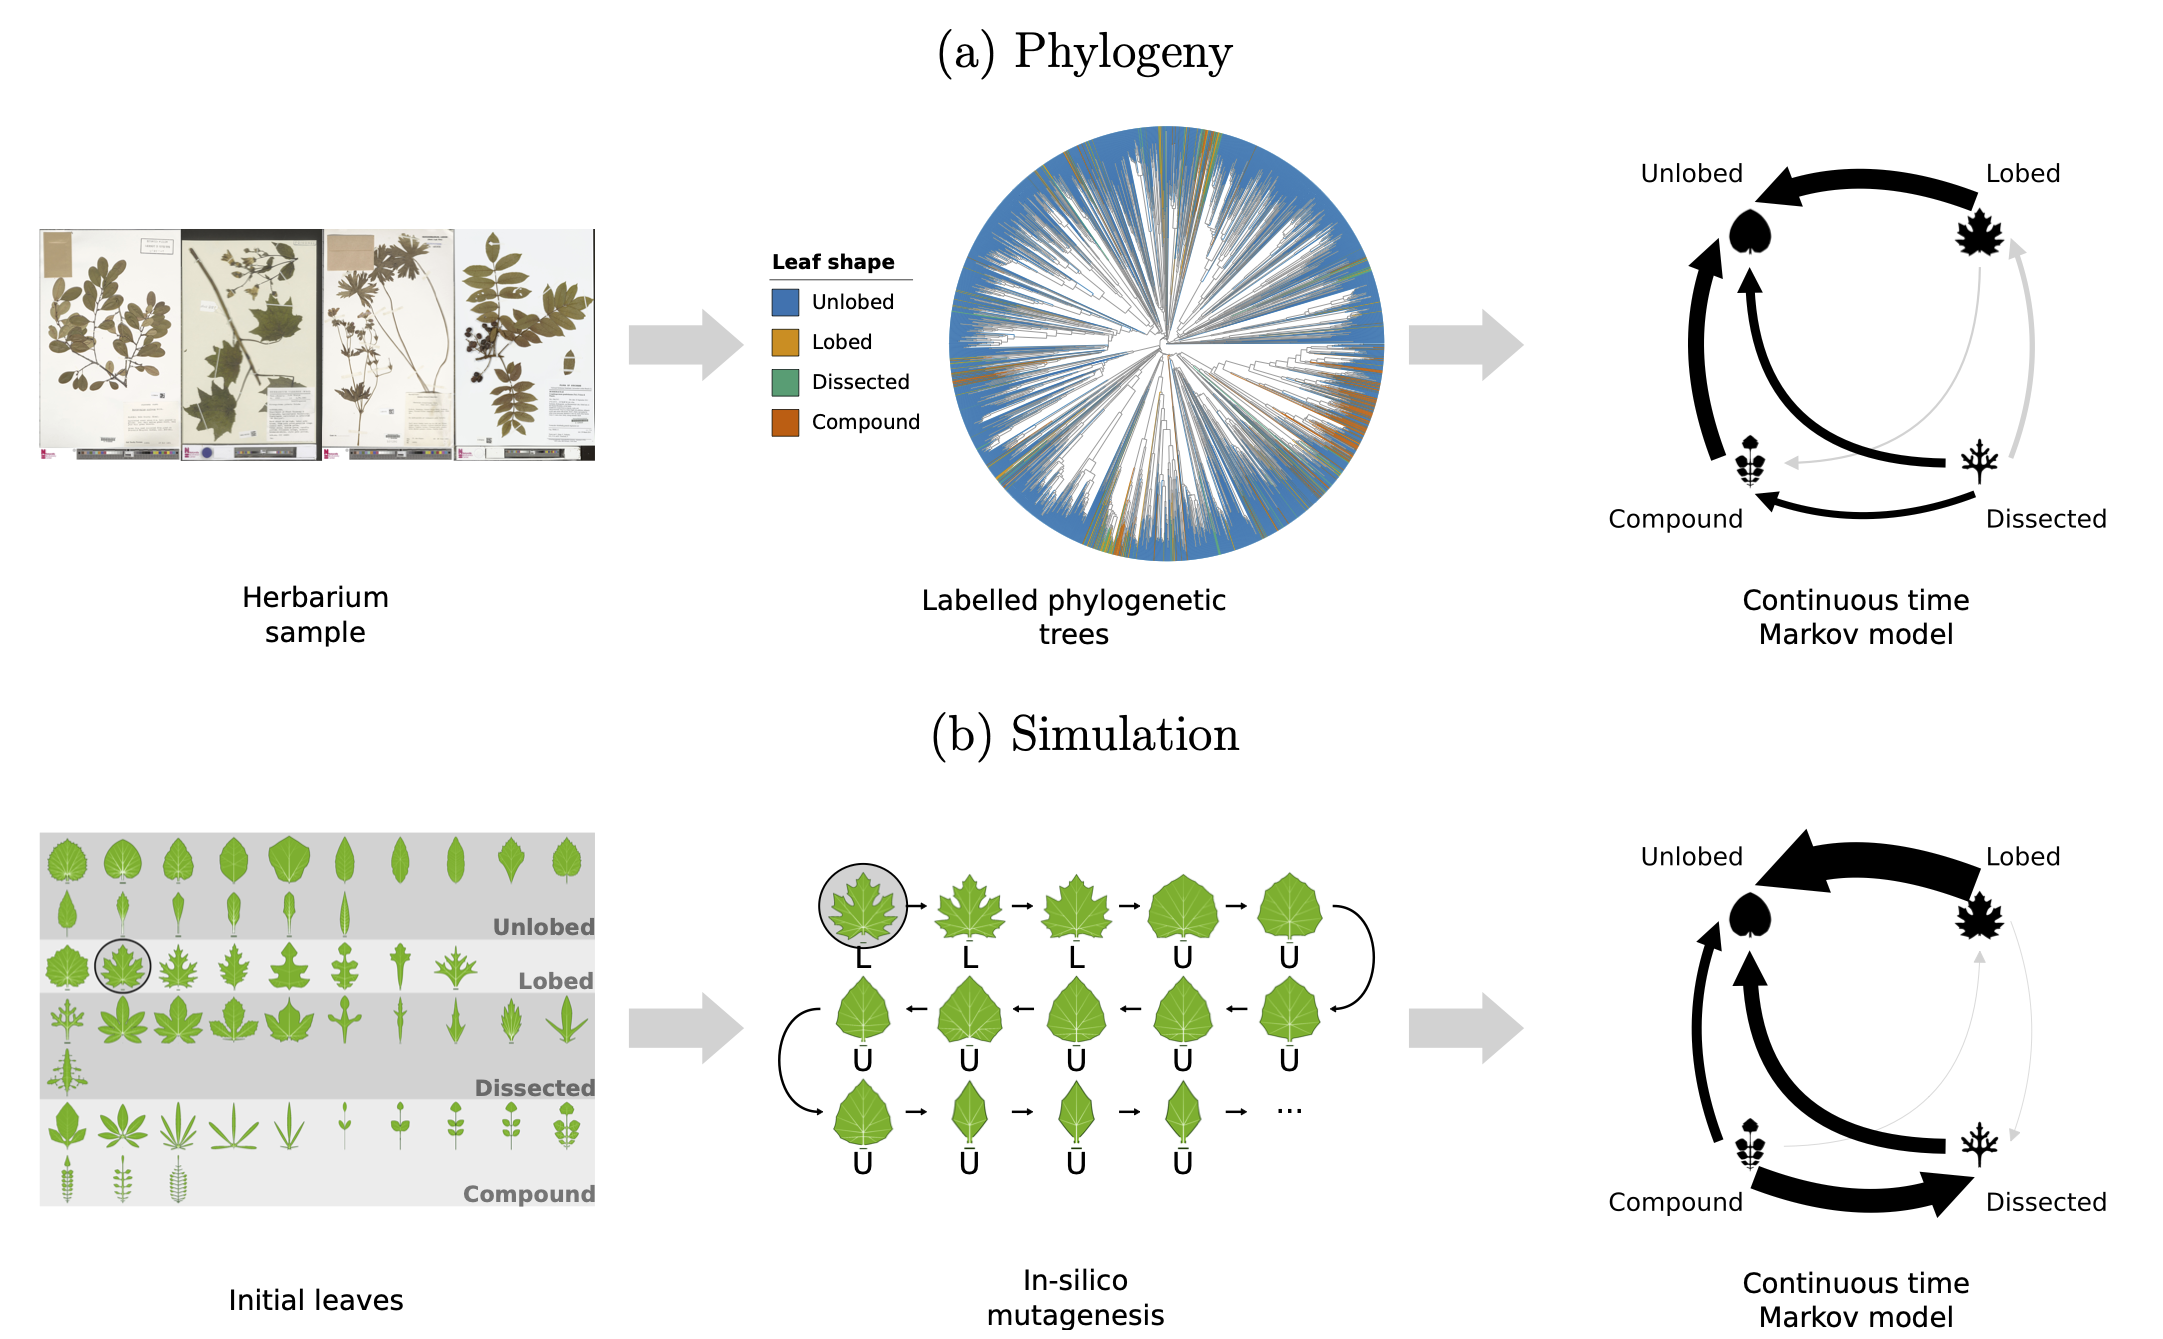 (a) Phylogeny
Leaf shape
Unlobed
Lobed
Dissected
Compound
Unlobed
Lobed
Compound
Dissected
Herbarium
sample
Labelled phylogenetic
trees
Continuous time
Markov model
(b) Simulation
Unlobed
Lobed
Dissected
Compound
L L L U U
U U U U U
U U U U ...
Unlobed
Lobed
Compound
Dissected
Initial leaves
In-silico
mutagenesis
Continuous time
Markov model